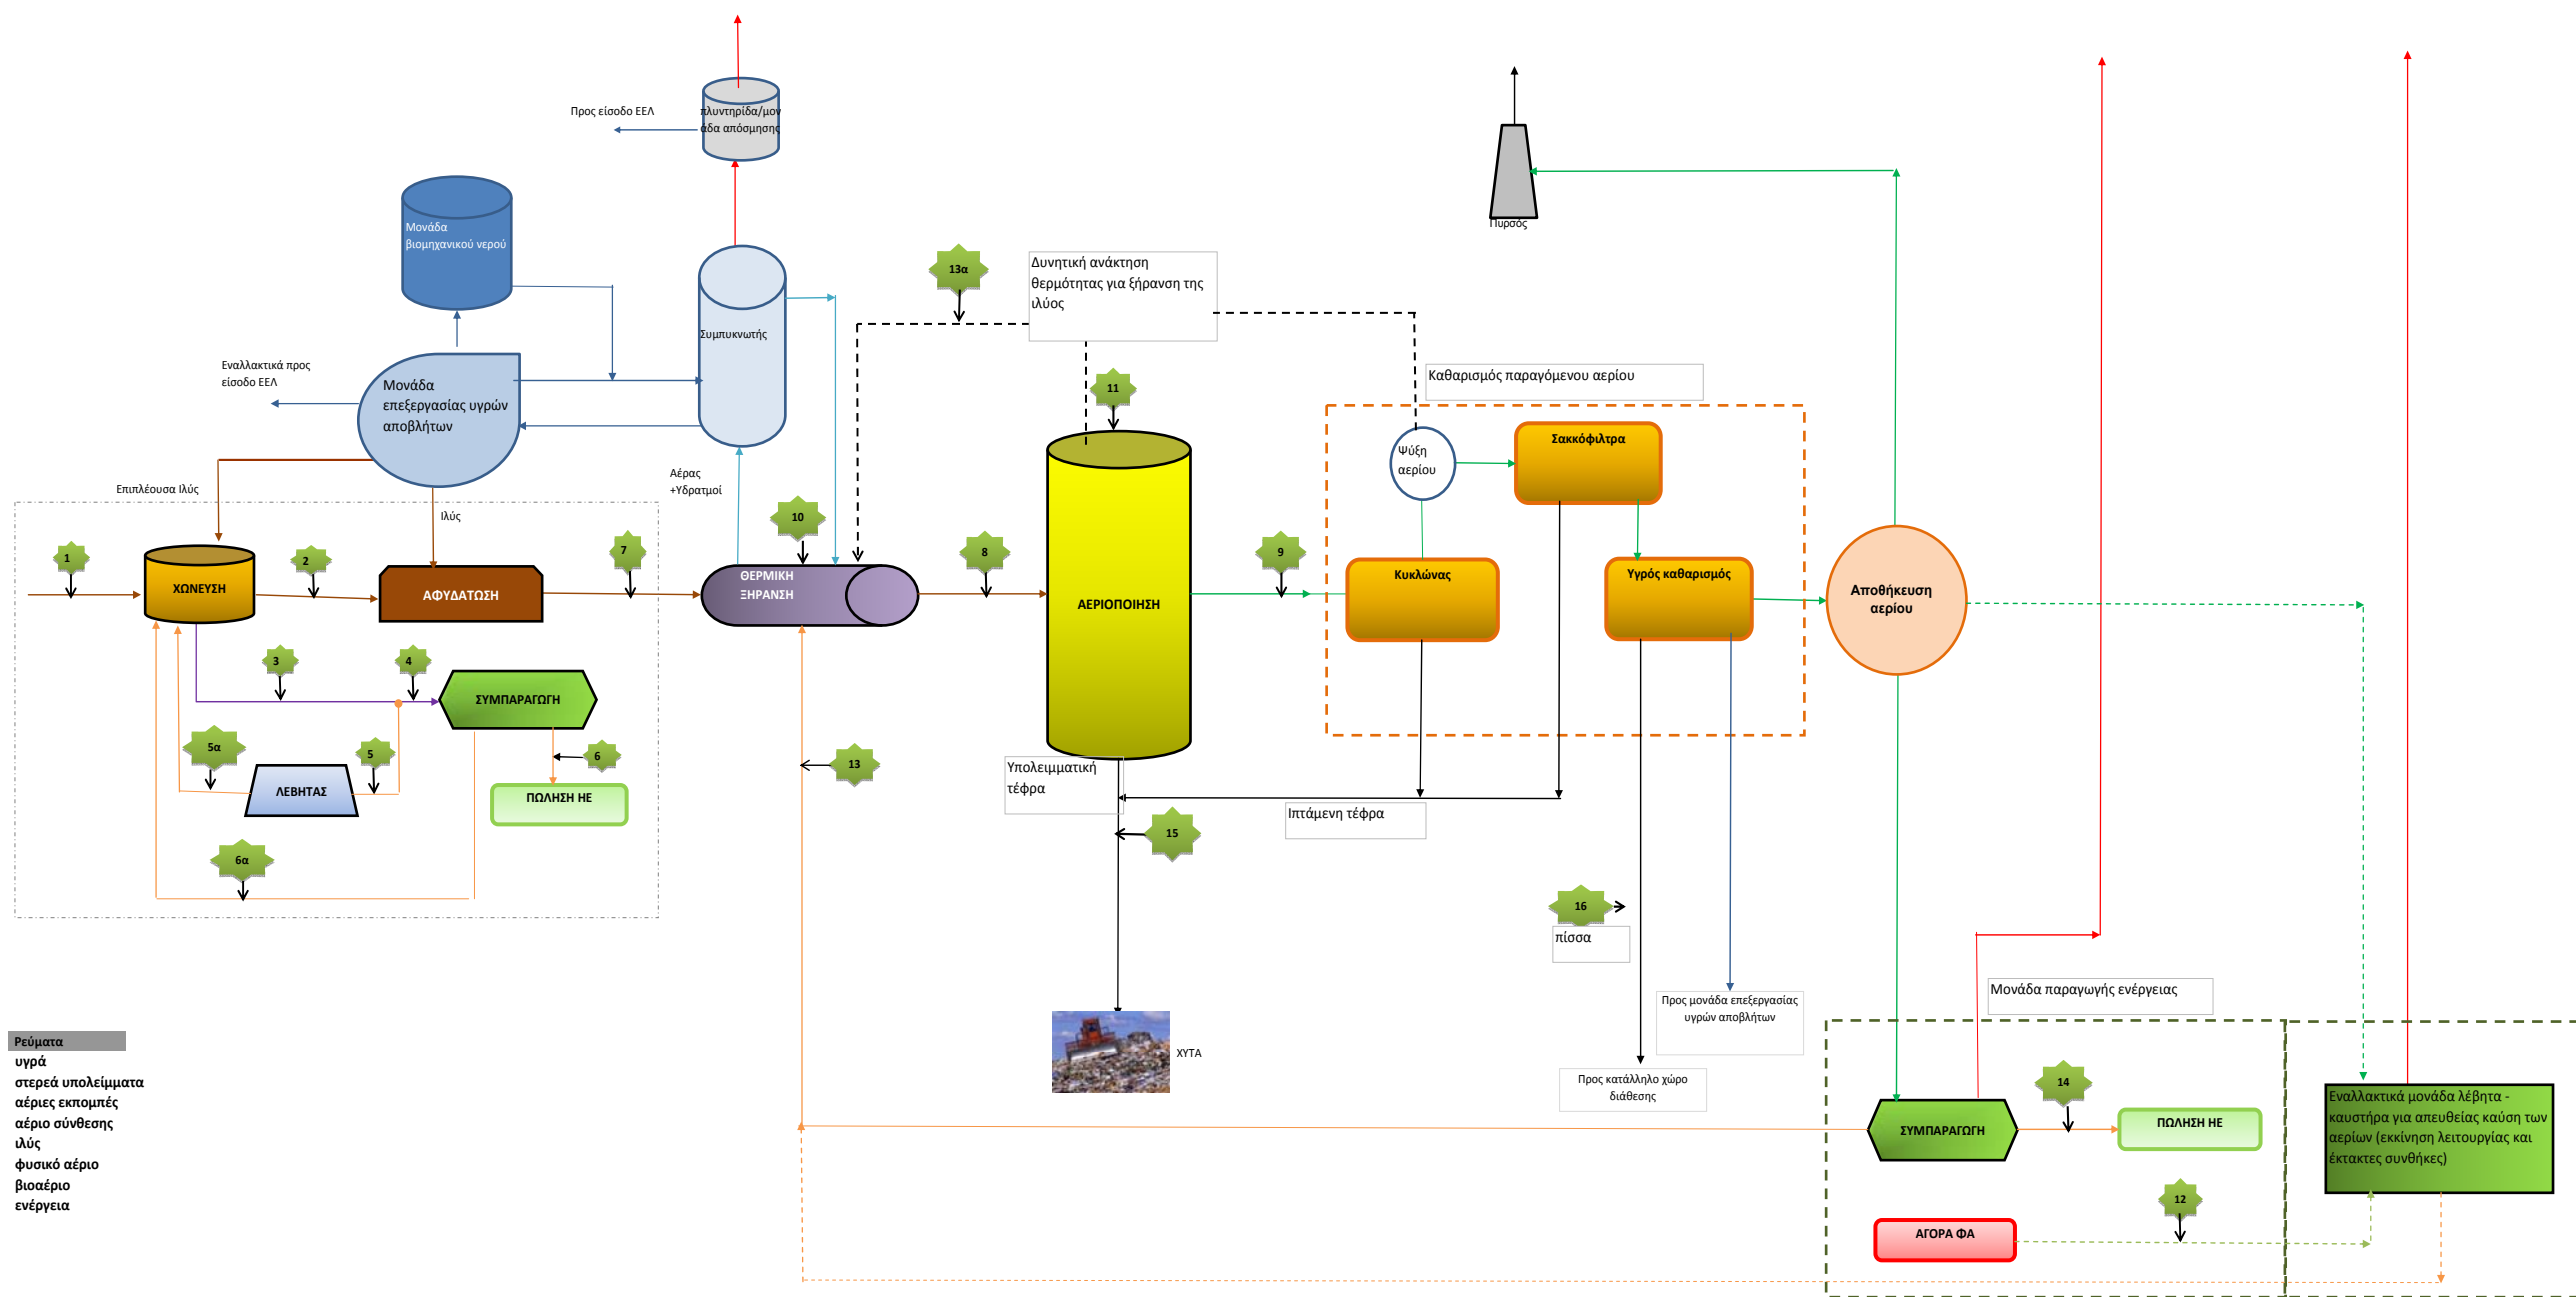 Προς είσοδο ΕΕΛ
πλυντηρίδα/μον
άδα απόσμησης
Μονάδα
βιομηχανικού νερού
Πυρσός
13α
Δυνητική ανάκτηση
θερμότητας για ξήρανση της
ιλύος
Συμπυκνωτής
Εναλλακτικά προς
είσοδο ΕΕΛ
Μονάδα
επεξεργασίας υγρών
αποβλήτων
11
Καθαρισμός παραγόμενου αερίου
Ψύξη
αερίου
Σακκόφιλτρα
Αέρας
+Υδρατμοί
Επιπλέουσα Ιλύς
Ιλύς
10
1
2
7
8
9
ΧΩΝΕΥΣΗ
ΑΦΥΔΑΤΩΣΗ
ΘΕΡΜΙΚΗ
ΞΗΡΑΝΣΗ
ΑΕΡΙΟΠΟΙΗΣΗ
Κυκλώνας
Υγρός καθαρισμός
Αποθήκευση
αερίου
3
4
ΣΥΜΠΑΡΑΓΩΓΗ
5α
5
6
13
ΛΕΒΗΤΑΣ
ΠΩΛΗΣΗ ΗΕ
Υπολειμματική
τέφρα
Ιπτάμενη τέφρα
15
6α
16
πίσσα
Προς μονάδα επεξεργασίας
υγρών αποβλήτων
Μονάδα παραγωγής ενέργειας
ΧΥΤΑ
Προς κατάλληλο χώρο
διάθεσης
14
ΣΥΜΠΑΡΑΓΩΓΗ
ΠΩΛΗΣΗ ΗΕ
Εναλλακτικά μονάδα λέβητα -
καυστήρα για απευθείας καύση των
αερίων (εκκίνηση λειτουργίας και
έκτακτες συνθήκες)
12
ΑΓΟΡΑ ΦΑ
Ρεύματα
υγρά
στερεά υπολείμματα
αέριες εκπομπές
αέριο σύνθεσης
ιλύς
φυσικό αέριο
βιοαέριο
ενέργεια